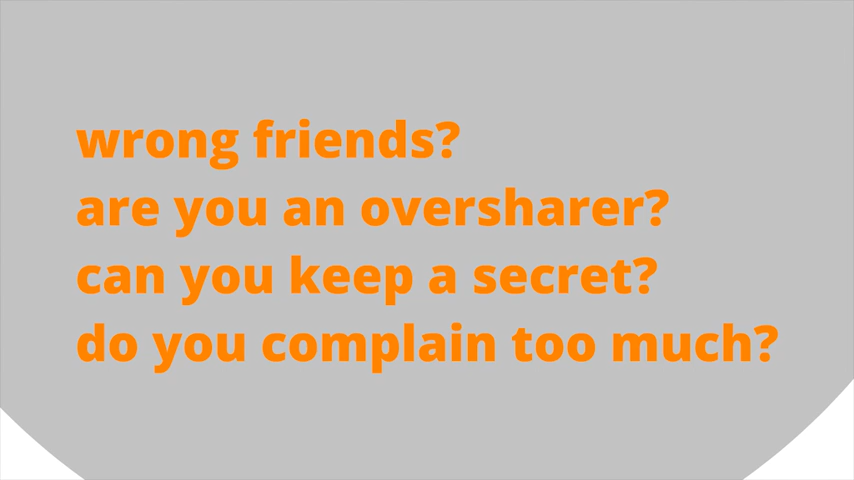 wrong friends?
are you an oversharer?
can you keep a secret?
do you complain too much?